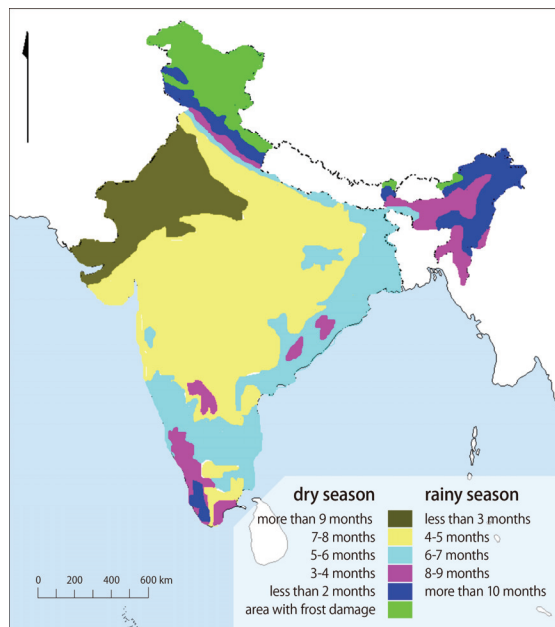 dry season rainy season
more than 9 months less than 3 months
7-8 months 4-5 months
5-6 months 6-7 months
3-4 months 8-9 months
less than 2 months more than 10 months
area with frost damage
0 200 400 600 km